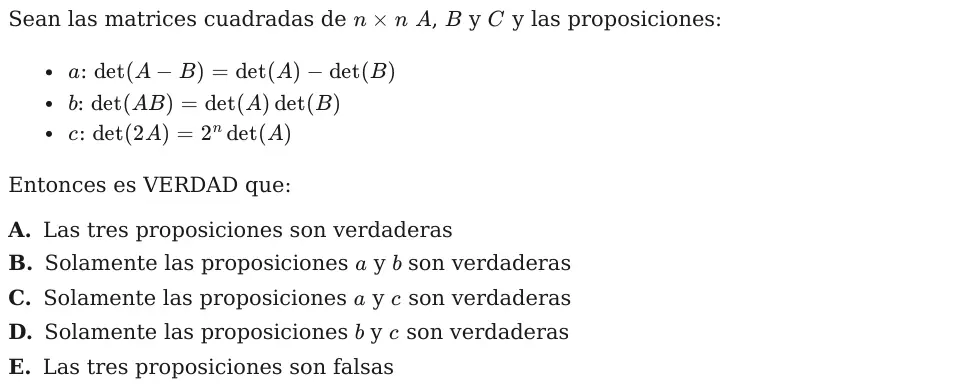 Sean las matrices cuadradas de n × n A, B y C y las proposiciones:
• a: det(A − B) = det(A) − det(B)
• b: det(AB) = det(A) det(B)
• c: det(2A) = 2ⁿ det(A)
Entonces es VERDAD que:
A. Las tres proposiciones son verdaderas
B. Solamente las proposiciones a y b son verdaderas
C. Solamente las proposiciones a y c son verdaderas
D. Solamente las proposiciones b y c son verdaderas
E. Las tres proposiciones son falsas